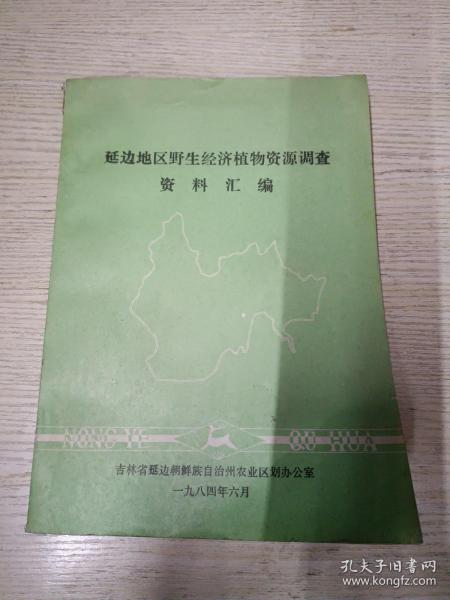 延边地区野生经济植物资源调查
资料汇编
NONG YE
QU HUA
吉林省延边朝鲜族自治州农业区划办公室
一九八四年六月
孔夫子旧书网
www.kongfz.com